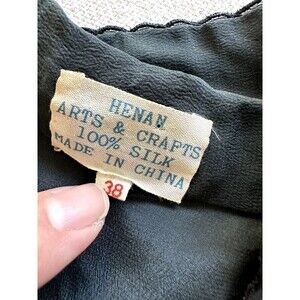 HENAN
ARTS & CRAFTS
100% SILK
MADE IN CHINA
38